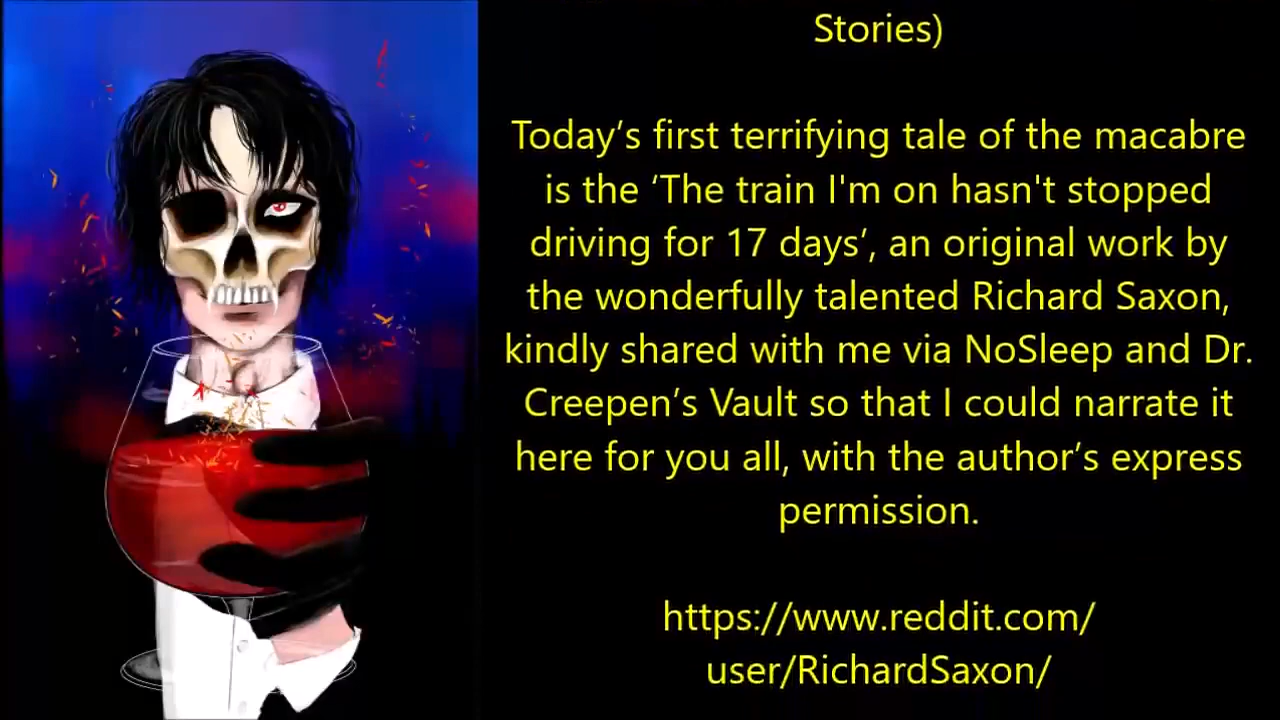 Stories)
Today’s first terrifying tale of the macabre
is the ‘The train I'm on hasn't stopped
driving for 17 days’, an original work by
the wonderfully talented Richard Saxon,
kindly shared with me via NoSleep and Dr.
Creepen’s Vault so that I could narrate it
here for you all, with the author’s express
permission.
https://www.reddit.com/
user/RichardSaxon/